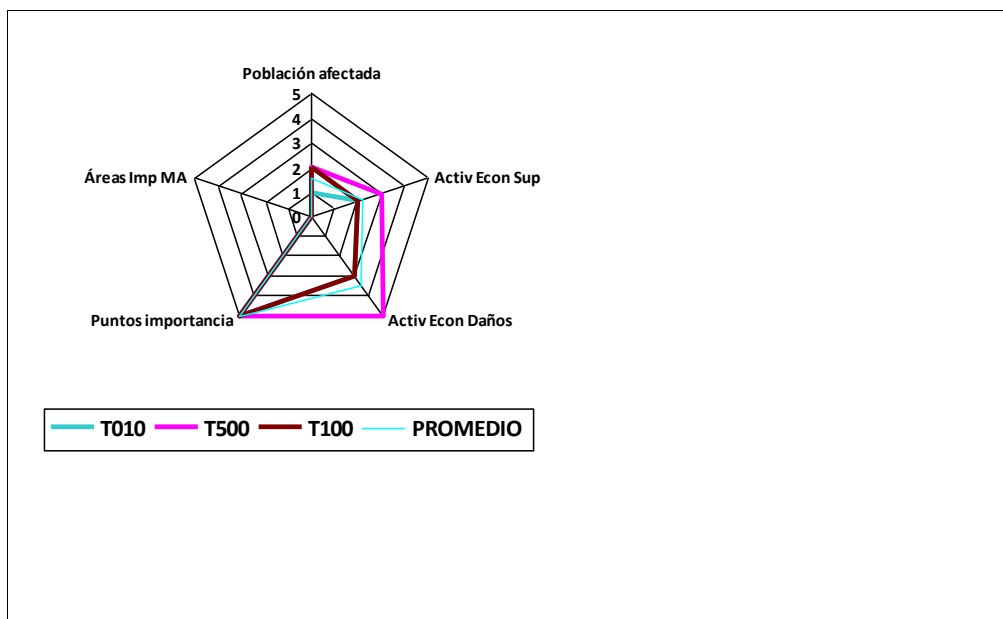 Población afectada
5
4
3
2
1
0
Áreas Imp MA
Activ Econ Sup
Puntos importancia
Activ Econ Daños
T010 T500 T100 PROMEDIO